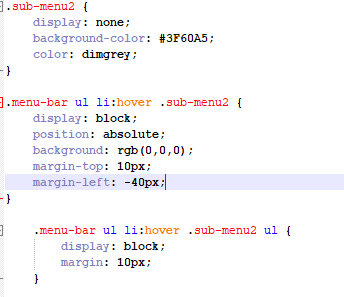 .sub-menu2 {
display: none;
background-color: #3F60A5;
color: dimgrey;
}
.menu-bar ul li:hover .sub-menu2 {
display: block;
position: absolute;
background: rgb(0,0,0);
margin-top: 10px;
margin-left: -40px;
}
.menu-bar ul li:hover .sub-menu2 ul {
display: block;
margin: 10px;
}